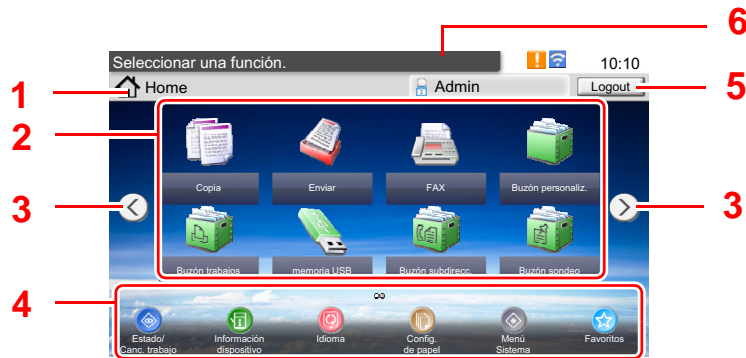 6
Seleccionar una función.
10:10
1
Home
Admin
Logout
5
2
Copia
Enviar
FAX
Buzón personaliz.
3
3
Buzón trabajos
memoria USB
Buzón subdirecc.
Buzón sondeo
4
Estado/
Canc. trabajo
Información
dispositivo
Idioma
Config.
de papel
Menú
Sistema
Favoritos